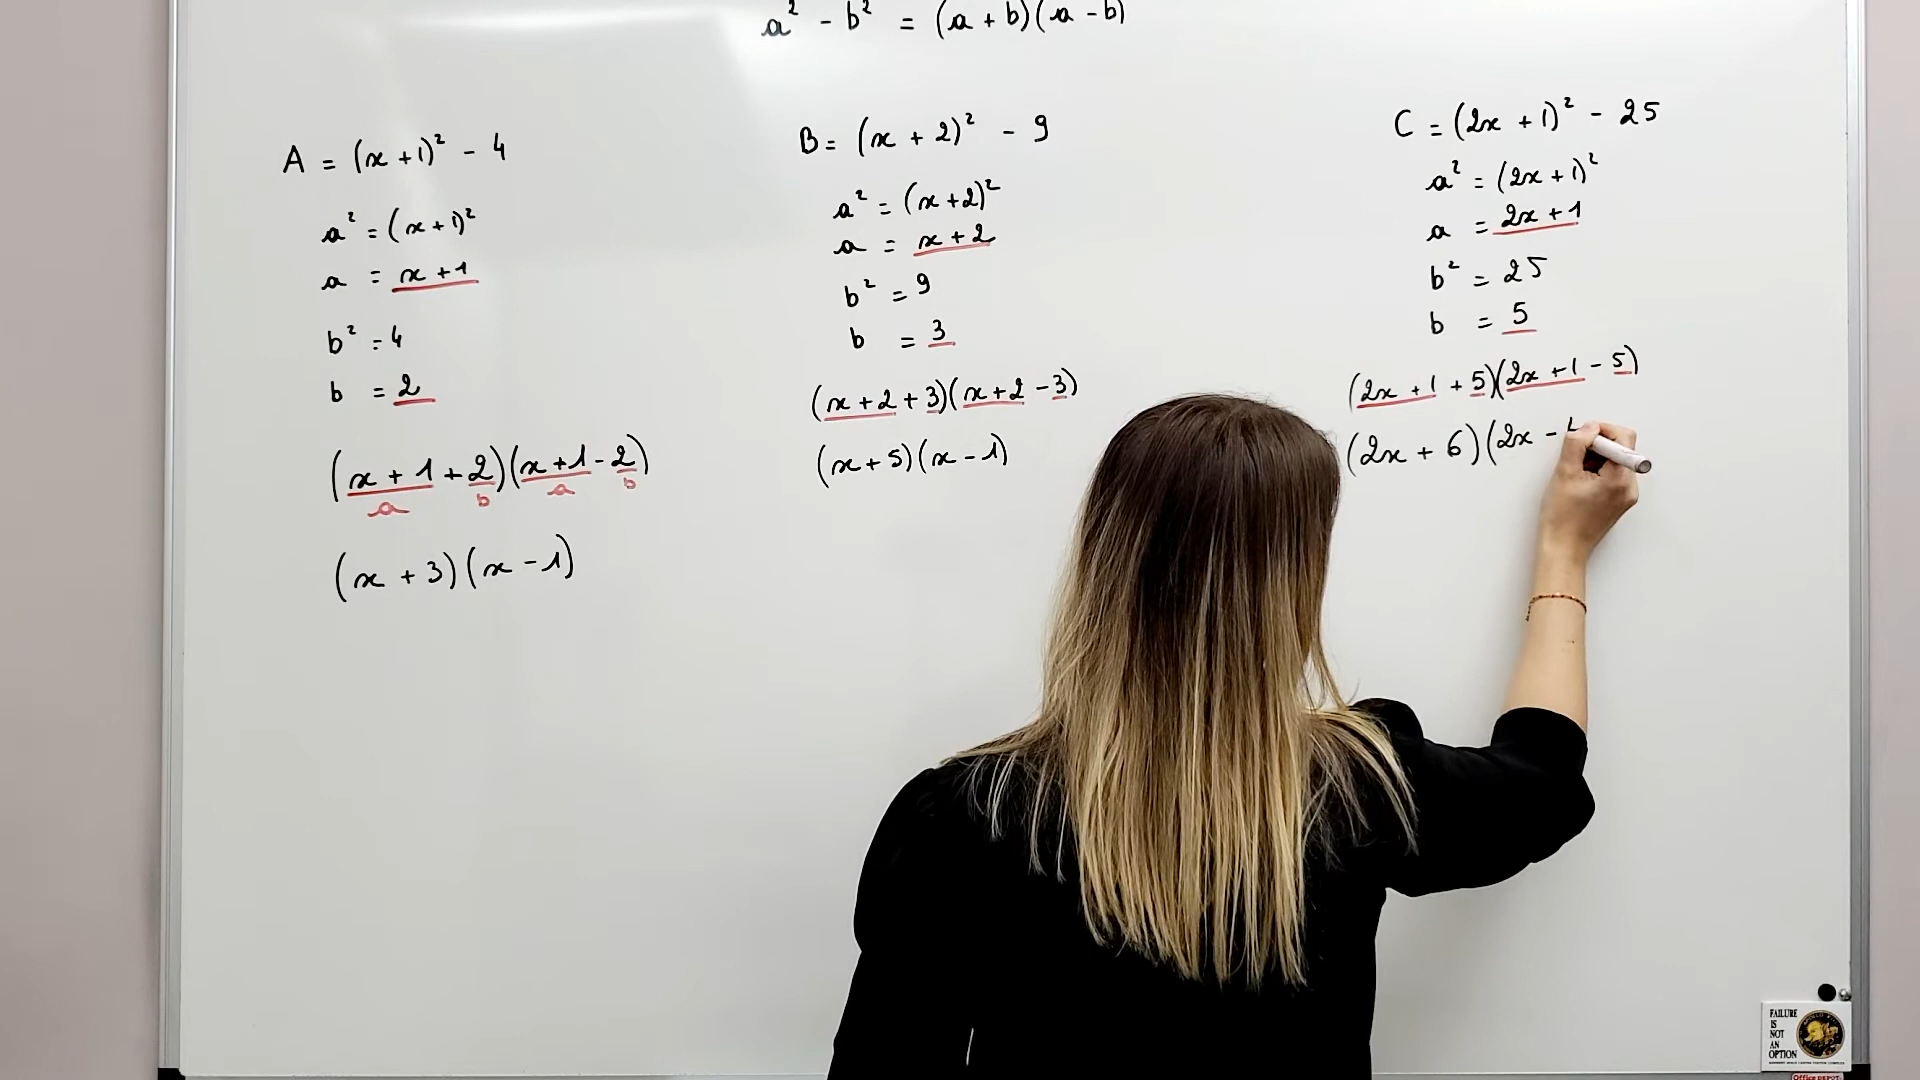 a² - b² = (a + b)(a - b)
A = (x + 1)² - 4
a² = (x + 1)²
a = x + 1
b² = 4
b = 2
(x + 1 + 2)(x + 1 - 2)
a b a b
(x + 3)(x - 1)
B = (x + 2)² - 9
a² = (x + 2)²
a = x + 2
b² = 9
b = 3
(x + 2 + 3)(x + 2 - 3)
(x + 5)(x - 1)
C = (2x + 1)² - 25
a² = (2x + 1)²
a = 2x + 1
b² = 25
b = 5
(2x + 1 + 5)(2x + 1 - 5)
(2x + 6)(2x - 4
FAILURE
IS
NOT
AN
OPTION
Office DEPOT